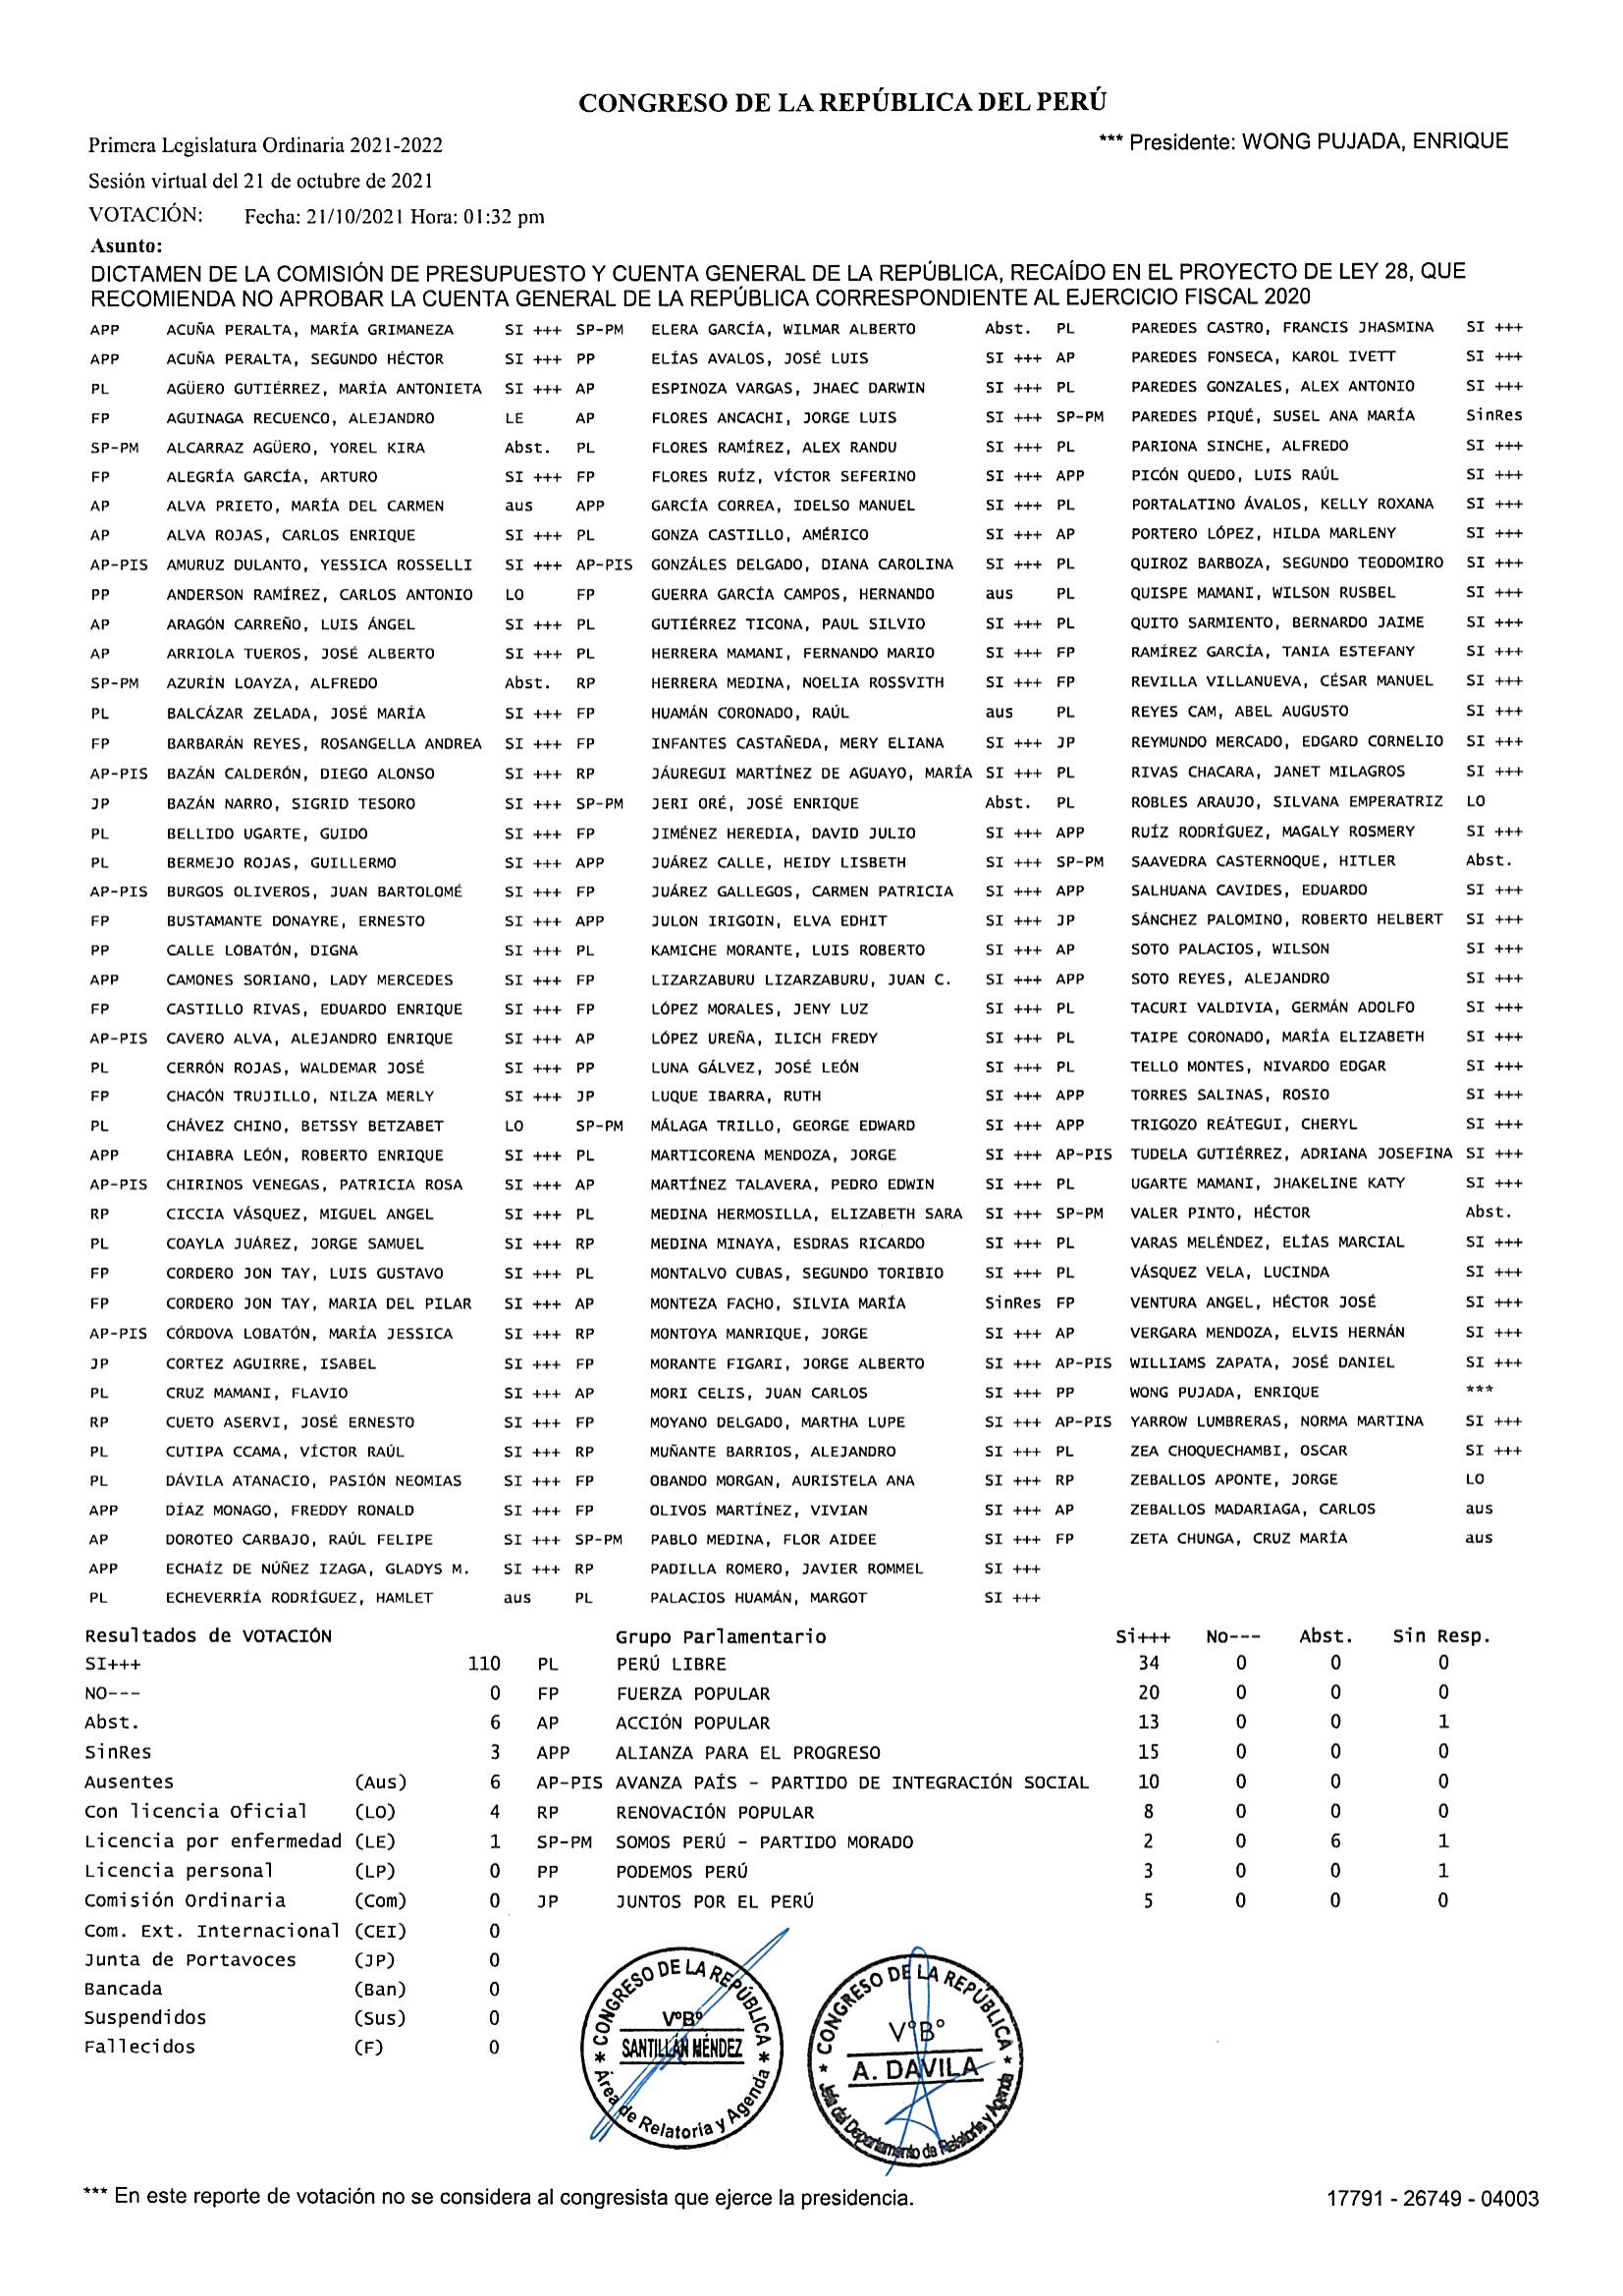 CONGRESO DE LA REPÚBLICA DEL PERÚ
Primera Legislatura Ordinaria 2021-2022 *** Presidente: WONG PUJADA, ENRIQUE
Sesión virtual del 21 de octubre de 2021
VOTACIÓN: Fecha: 21/10/2021 Hora: 01:32 pm
Asunto:
DICTAMEN DE LA COMISIÓN DE PRESUPUESTO Y CUENTA GENERAL DE LA REPÚBLICA, RECAÍDO EN EL PROYECTO DE LEY 28, QUE
RECOMIENDA NO APROBAR LA CUENTA GENERAL DE LA REPÚBLICA CORRESPONDIENTE AL EJERCICIO FISCAL 2020
APP ACUÑA PERALTA, MARÍA GRIMANEZA SI +++ SP-PM ELERA GARCÍA, WILMAR ALBERTO Abst. PL PAREDES CASTRO, FRANCIS JHASMINA SI +++
APP ACUÑA PERALTA, SEGUNDO HÉCTOR SI +++ PP ELÍAS AVALOS, JOSÉ LUIS SI +++ AP PAREDES FONSECA, KAROL IVETT SI +++
PL AGÜERO GUTIÉRREZ, MARÍA ANTONIETA SI +++ AP ESPINOZA VARGAS, JHAEC DARWIN SI +++ PL PAREDES GONZALES, ALEX ANTONIO SI +++
FP AGUINAGA RECUENCO, ALEJANDRO LE AP FLORES ANCACHI, JORGE LUIS SI +++ SP-PM PAREDES PIQUÉ, SUSEL ANA MARÍA SinRes
SP-PM ALCARRAZ AGÜERO, YOREL KIRA Abst. PL FLORES RAMÍREZ, ALEX RANDU SI +++ PL PARIONA SINCHE, ALFREDO SI +++
FP ALEGRÍA GARCÍA, ARTURO SI +++ FP FLORES RUÍZ, VÍCTOR SEFERINO SI +++ APP PICÓN QUEDO, LUIS RAÚL SI +++
AP ALVA PRIETO, MARÍA DEL CARMEN aus APP GARCÍA CORREA, IDELSO MANUEL SI +++ PL PORTALATINO ÁVALOS, KELLY ROXANA SI +++
AP ALVA ROJAS, CARLOS ENRIQUE SI +++ PL GONZA CASTILLO, AMÉRICO SI +++ AP PORTERO LÓPEZ, HILDA MARLENY SI +++
AP-PIS AMURUZ DULANTO, YESSICA ROSSELLI SI +++ AP-PIS GONZÁLES DELGADO, DIANA CAROLINA SI +++ PL QUIROZ BARBOZA, SEGUNDO TEODOMIRO SI +++
PP ANDERSON RAMÍREZ, CARLOS ANTONIO LO FP GUERRA GARCÍA CAMPOS, HERNANDO aus PL QUISPE MAMANI, WILSON RUSBEL SI +++
AP ARAGÓN CARREÑO, LUIS ÁNGEL SI +++ PL GUTIÉRREZ TICONA, PAUL SILVIO SI +++ PL QUITO SARMIENTO, BERNARDO JAIME SI +++
AP ARRIOLA TUEROS, JOSÉ ALBERTO SI +++ PL HERRERA MAMANI, FERNANDO MARIO SI +++ FP RAMÍREZ GARCÍA, TANIA ESTEFANY SI +++
SP-PM AZURÍN LOAYZA, ALFREDO Abst. RP HERRERA MEDINA, NOELIA ROSSVITH SI +++ FP REVILLA VILLANUEVA, CÉSAR MANUEL SI +++
PL BALCÁZAR ZELADA, JOSÉ MARÍA SI +++ FP HUAMÁN CORONADO, RAÚL aus PL REYES CAM, ABEL AUGUSTO SI +++
FP BARBARÁN REYES, ROSANGELLA ANDREA SI +++ FP INFANTES CASTAÑEDA, MERY ELIANA SI +++ JP REYMUNDO MERCADO, EDGARD CORNELIO SI +++
AP-PIS BAZÁN CALDERÓN, DIEGO ALONSO SI +++ RP JÁUREGUI MARTÍNEZ DE AGUAYO, MARÍA SI +++ PL RIVAS CHACARA, JANET MILAGROS SI +++
JP BAZÁN NARRO, SIGRID TESORO SI +++ SP-PM JERI ORÉ, JOSÉ ENRIQUE Abst. PL ROBLES ARAUJO, SILVANA EMPERATRIZ LO
PL BELLIDO UGARTE, GUIDO SI +++ FP JIMÉNEZ HEREDIA, DAVID JULIO SI +++ APP RUÍZ RODRÍGUEZ, MAGALY ROSMERY SI +++
PL BERMEJO ROJAS, GUILLERMO SI +++ APP JUÁREZ CALLE, HEIDY LISBETH SI +++ SP-PM SAAVEDRA CASTERNOQUE, HITLER Abst.
AP-PIS BURGOS OLIVEROS, JUAN BARTOLOMÉ SI +++ FP JUÁREZ GALLEGOS, CARMEN PATRICIA SI +++ APP SALHUANA CAVIDES, EDUARDO SI +++
FP BUSTAMANTE DONAYRE, ERNESTO SI +++ APP JULON IRIGOIN, ELVA EDHIT SI +++ JP SÁNCHEZ PALOMINO, ROBERTO HELBERT SI +++
PP CALLE LOBATÓN, DIGNA SI +++ PL KAMICHE MORANTE, LUIS ROBERTO SI +++ AP SOTO PALACIOS, WILSON SI +++
APP CAMONES SORIANO, LADY MERCEDES SI +++ FP LIZARZABURU LIZARZABURU, JUAN C. SI +++ APP SOTO REYES, ALEJANDRO SI +++
FP CASTILLO RIVAS, EDUARDO ENRIQUE SI +++ FP LÓPEZ MORALES, JENY LUZ SI +++ PL TACURI VALDIVIA, GERMÁN ADOLFO SI +++
AP-PIS CAVERO ALVA, ALEJANDRO ENRIQUE SI +++ AP LÓPEZ UREÑA, ILICH FREDY SI +++ PL TAIPE CORONADO, MARÍA ELIZABETH SI +++
PL CERRÓN ROJAS, WALDEMAR JOSÉ SI +++ PP LUNA GÁLVEZ, JOSÉ LEÓN SI +++ PL TELLO MONTES, NIVARDO EDGAR SI +++
FP CHACÓN TRUJILLO, NILZA MERLY SI +++ JP LUQUE IBARRA, RUTH SI +++ APP TORRES SALINAS, ROSIO SI +++
PL CHÁVEZ CHINO, BETSSY BETZABET LO SP-PM MÁLAGA TRILLO, GEORGE EDWARD SI +++ APP TRIGOZO REÁTEGUI, CHERYL SI +++
APP CHIABRA LEÓN, ROBERTO ENRIQUE SI +++ PL MARTICORENA MENDOZA, JORGE SI +++ AP-PIS TUDELA GUTIÉRREZ, ADRIANA JOSEFINA SI +++
AP-PIS CHIRINOS VENEGAS, PATRICIA ROSA SI +++ AP MARTÍNEZ TALAVERA, PEDRO EDWIN SI +++ PL UGARTE MAMANI, JHAKELINE KATY SI +++
RP CICCIA VÁSQUEZ, MIGUEL ANGEL SI +++ PL MEDINA HERMOSILLA, ELIZABETH SARA SI +++ SP-PM VALER PINTO, HÉCTOR Abst.
PL COAYLA JUÁREZ, JORGE SAMUEL SI +++ RP MEDINA MINAYA, ESDRAS RICARDO SI +++ PL VARAS MELÉNDEZ, ELÍAS MARCIAL SI +++
FP CORDERO JON TAY, LUIS GUSTAVO SI +++ PL MONTALVO CUBAS, SEGUNDO TORIBIO SI +++ PL VÁSQUEZ VELA, LUCINDA SI +++
FP CORDERO JON TAY, MARIA DEL PILAR SI +++ AP MONTEZA FACHO, SILVIA MARÍA SinRes FP VENTURA ANGEL, HÉCTOR JOSÉ SI +++
AP-PIS CÓRDOVA LOBATÓN, MARÍA JESSICA SI +++ RP MONTOYA MANRIQUE, JORGE SI +++ AP VERGARA MENDOZA, ELVIS HERNÁN SI +++
JP CORTEZ AGUIRRE, ISABEL SI +++ FP MORANTE FIGARI, JORGE ALBERTO SI +++ AP-PIS WILLIAMS ZAPATA, JOSÉ DANIEL SI +++
PL CRUZ MAMANI, FLAVIO SI +++ AP MORI CELIS, JUAN CARLOS SI +++ PP WONG PUJADA, ENRIQUE ***
RP CUETO ASERVI, JOSÉ ERNESTO SI +++ FP MOYANO DELGADO, MARTHA LUPE SI +++ AP-PIS YARROW LUMBRERAS, NORMA MARTINA SI +++
PL CUTIPA CCAMA, VÍCTOR RAÚL SI +++ RP MUÑANTE BARRIOS, ALEJANDRO SI +++ PL ZEA CHOQUECHAMBI, OSCAR SI +++
PL DÁVILA ATANACIO, PASIÓN NEOMIAS SI +++ FP OBANDO MORGAN, AURISTELA ANA SI +++ RP ZEBALLOS APONTE, JORGE LO
APP DÍAZ MONAGO, FREDDY RONALD SI +++ FP OLIVOS MARTÍNEZ, VIVIAN SI +++ AP ZEBALLOS MADARIAGA, CARLOS aus
AP DOROTEO CARBAJO, RAÚL FELIPE SI +++ SP-PM PABLO MEDINA, FLOR AIDEE SI +++ FP ZETA CHUNGA, CRUZ MARÍA aus
APP ECHAÍZ DE NÚÑEZ IZAGA, GLADYS M. SI +++ RP PADILLA ROMERO, JAVIER ROMMEL SI +++
PL ECHEVERRÍA RODRÍGUEZ, HAMLET aus PL PALACIOS HUAMÁN, MARGOT SI +++
Resultados de VOTACIÓN Grupo Parlamentario Si+++ No--- Abst. Sin Resp.
SI+++ 110 PL PERÚ LIBRE 34 0 0 0
NO--- 0 FP FUERZA POPULAR 20 0 0 0
Abst. 6 AP ACCIÓN POPULAR 13 0 0 1
SinRes 3 APP ALIANZA PARA EL PROGRESO 15 0 0 0
Ausentes (Aus) 6 AP-PIS AVANZA PAÍS - PARTIDO DE INTEGRACIÓN SOCIAL 10 0 0 0
Con licencia Oficial (LO) 4 RP RENOVACIÓN POPULAR 8 0 0 0
Licencia por enfermedad (LE) 1 SP-PM SOMOS PERÚ - PARTIDO MORADO 2 0 6 1
Licencia personal (LP) 0 PP PODEMOS PERÚ 3 0 0 1
Comisión Ordinaria (Com) 0 JP JUNTOS POR EL PERÚ 5 0 0 0
Com. Ext. Internacional (CEI) 0
Junta de Portavoces (JP) 0
Bancada (Ban) 0
Suspendidos (Sus) 0
Fallecidos (F) 0
* CONGRESO DE LA REPÚBLICA *
V°B°
SANTILLÁN MÉNDEZ
Área de Relatoría y Agenda
* CONGRESO DE LA REPÚBLICA *
V°B°
A. DAVILA
Jefa del Departamento de Relatoría y Agenda
*** En este reporte de votación no se considera al congresista que ejerce la presidencia. 17791 - 26749 - 04003